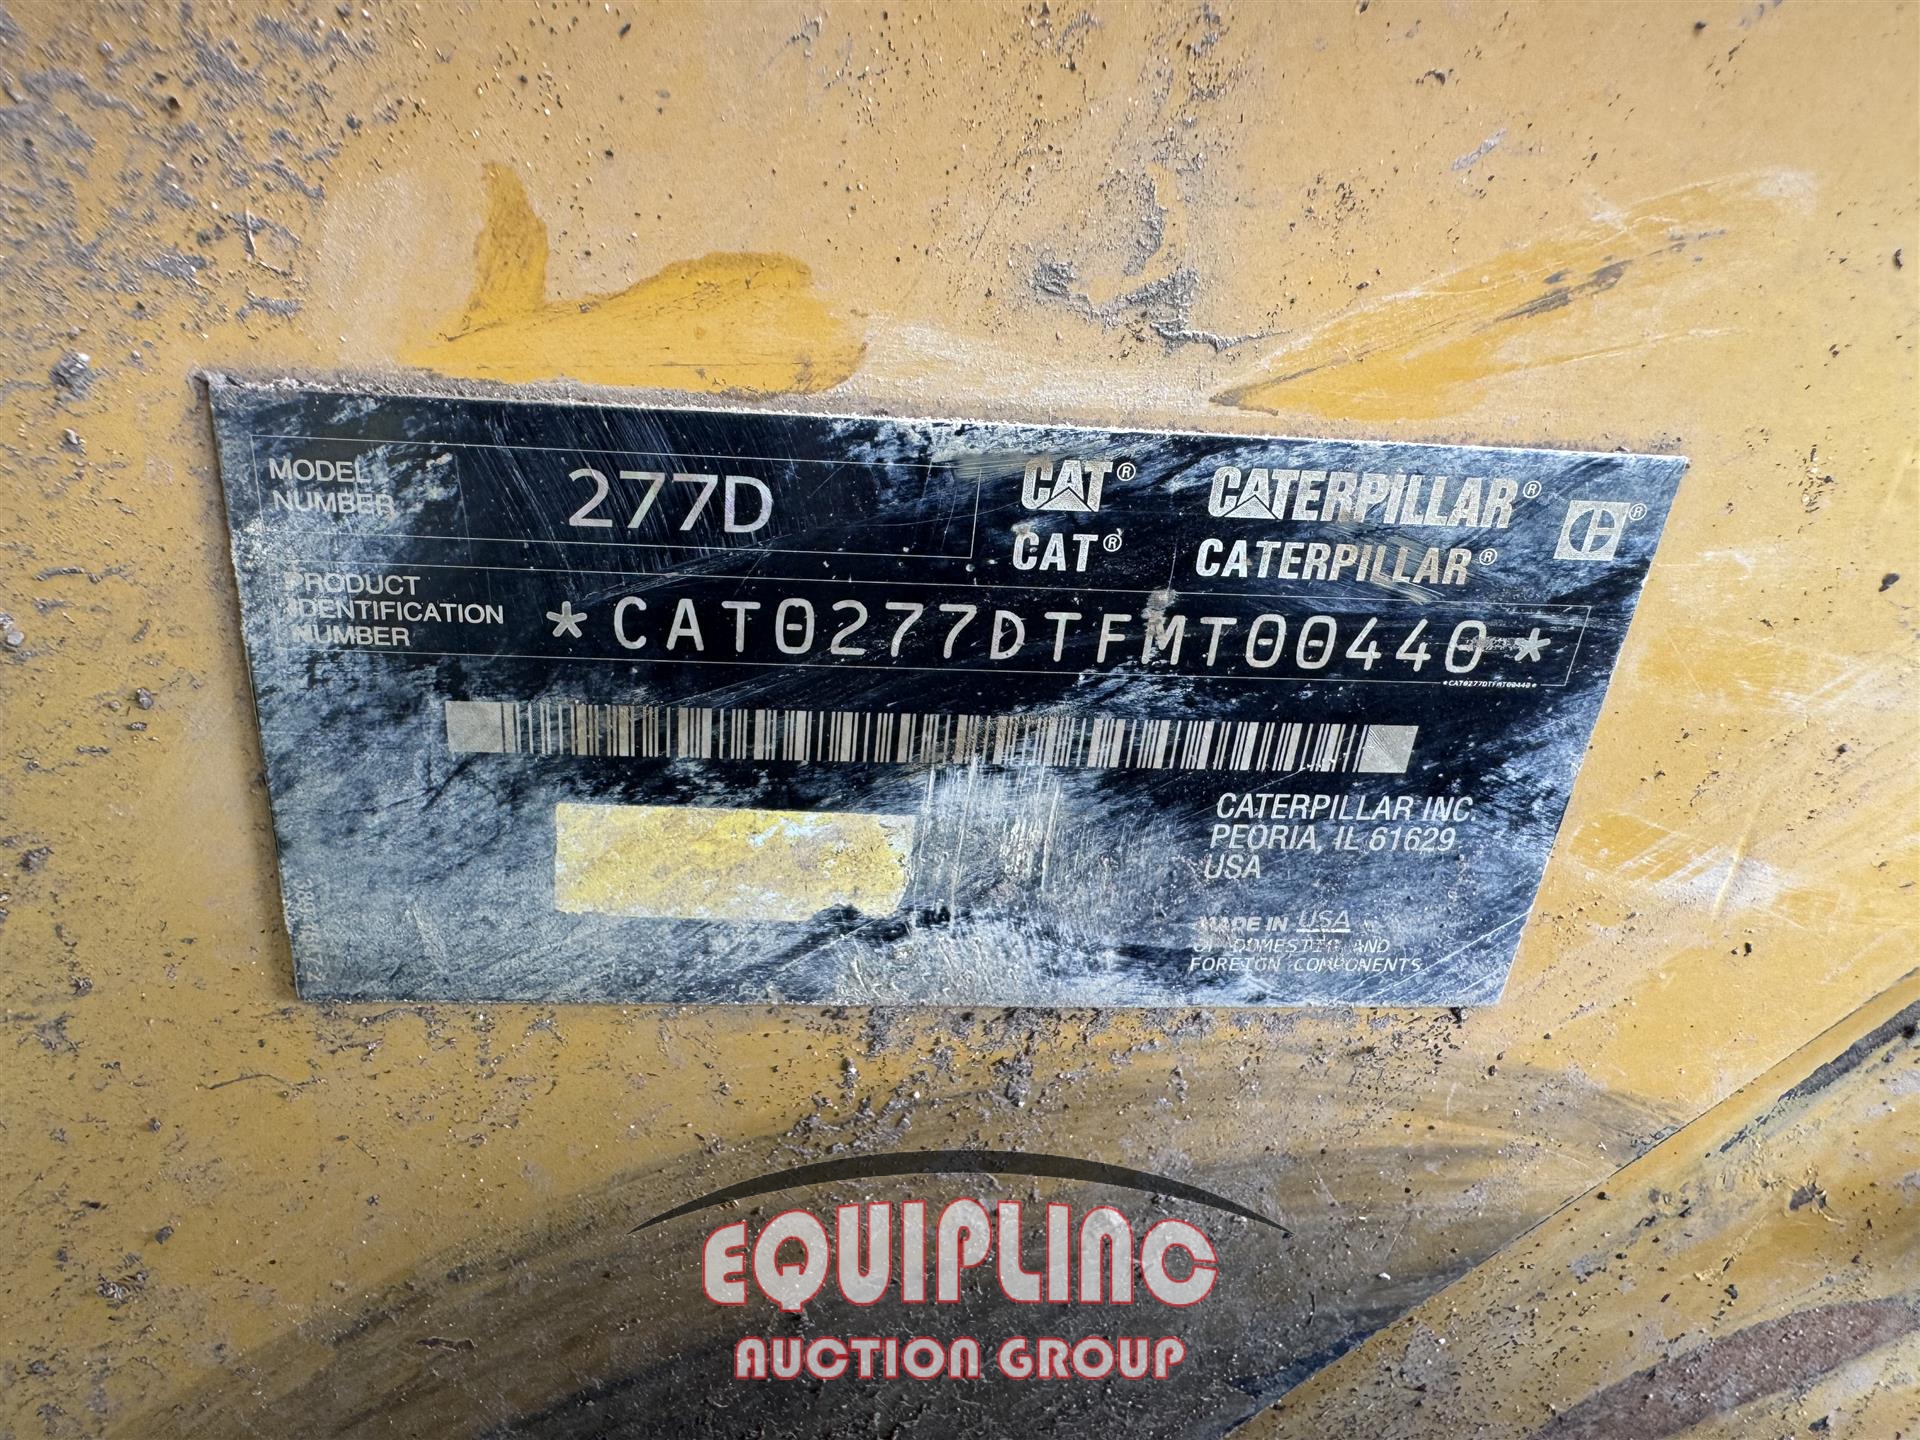 MODEL
NUMBER
277D
CAT® CATERPILLAR® ®
CAT® CATERPILLAR®
PRODUCT
IDENTIFICATION
NUMBER
*CAT0277DTFMT00440*
*CAT0277DTFMT00440*
CATERPILLAR INC.
PEORIA, IL 61629
USA
MADE IN USA
OF DOMESTIC AND
FOREIGN COMPONENTS.
EQUIPLINC
AUCTION GROUP